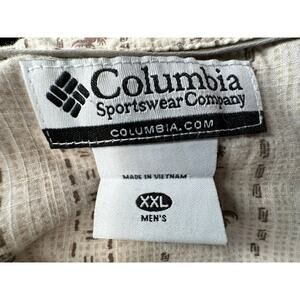 Columbia
Sportswear Company
COLUMBIA.COM
MADE IN VIETNAM
XXL
MEN'S